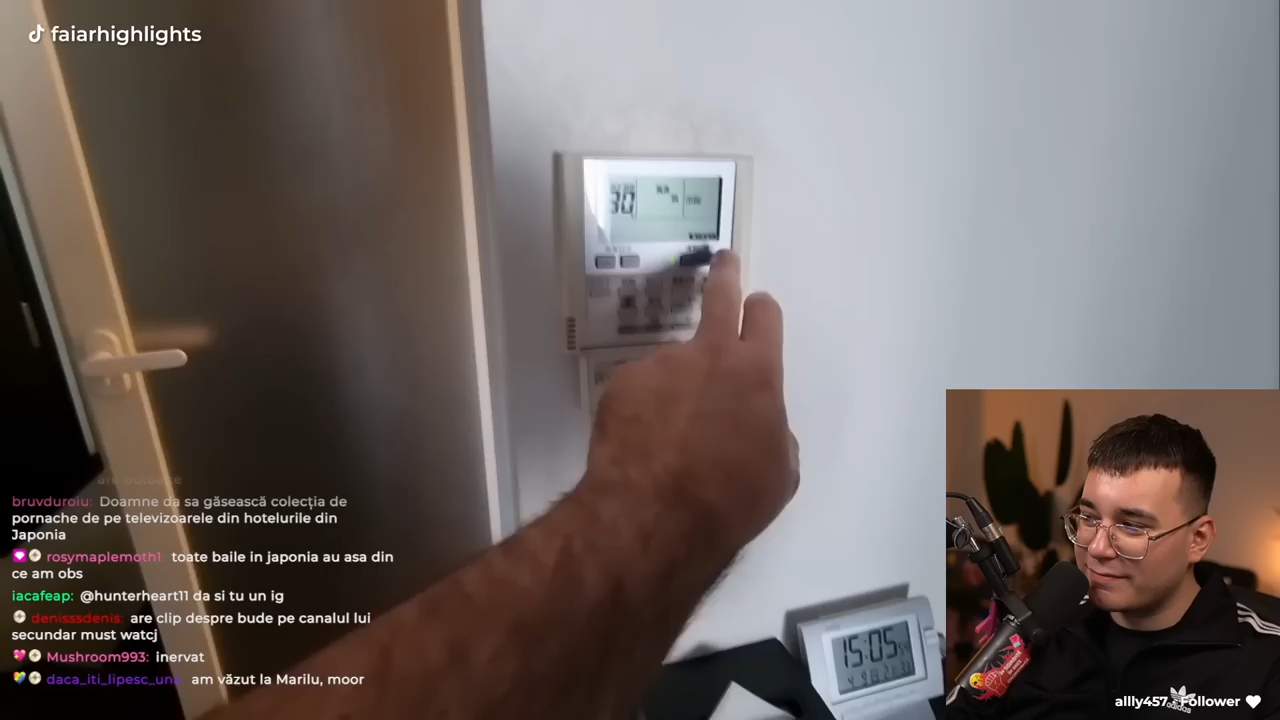 faiarhighlights
bruvduroiu: Doamne da sa găsească colecția de
pornache de pe televizoarele din hotelurile din
Japonia
rosymaplemoth1: toate baile in japonia au asa din
ce am obs
iacafeap: @hunterheart11 da si tu un ig
denisssdenis: are clip despre bude pe canalul lui
secundar must watcj
Mushroom993: inervat
daca_iti_lipesc_una am văzut la Marilu, moor
30
15:05
allly457 - Follower
adidas